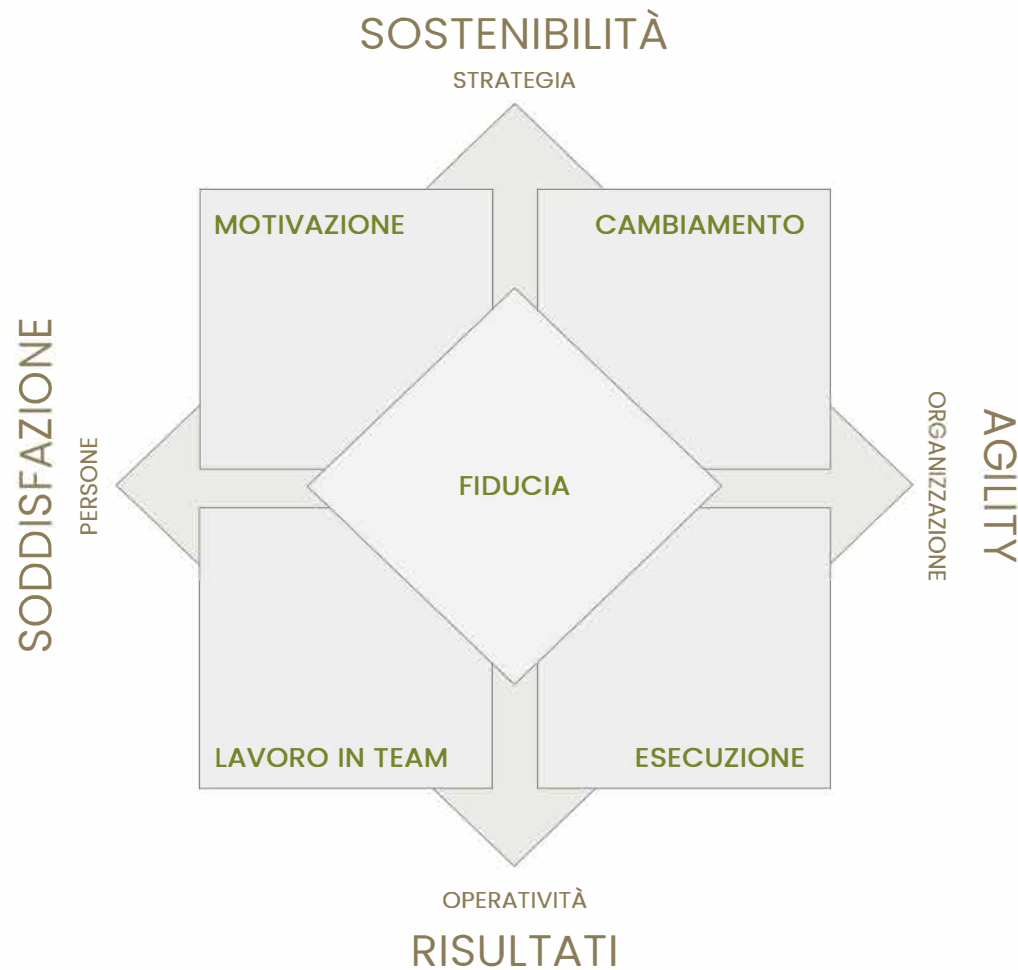 SOSTENIBILITÀ
STRATEGIA
MOTIVAZIONE
CAMBIAMENTO
SODDISFAZIONE
PERSONE
FIDUCIA
ORGANIZZAZIONE
AGILITY
LAVORO IN TEAM
ESECUZIONE
OPERATIVITÀ
RISULTATI